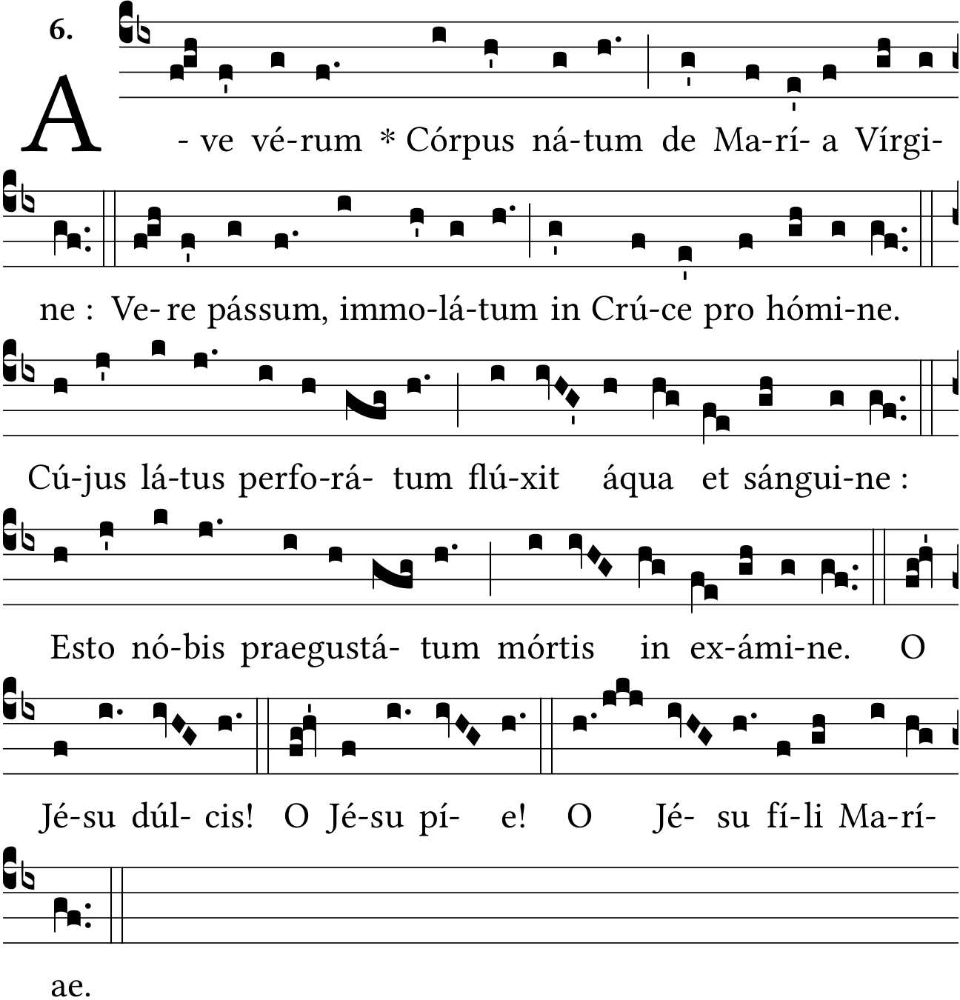 6.
A - ve vé-rum * Córpus ná-tum de Ma-rí- a Vírgi-
ne : Ve- re pássum, immo-lá-tum in Crú-ce pro hómi-ne.
Cú-jus lá-tus perfo-rá- tum flú-xit áqua et sángui-ne :
Esto nó-bis praegustá- tum mórtis in ex-ámi-ne. O
Jé-su dúl- cis! O Jé-su pí- e! O Jé- su fí-li Ma-rí-
ae.